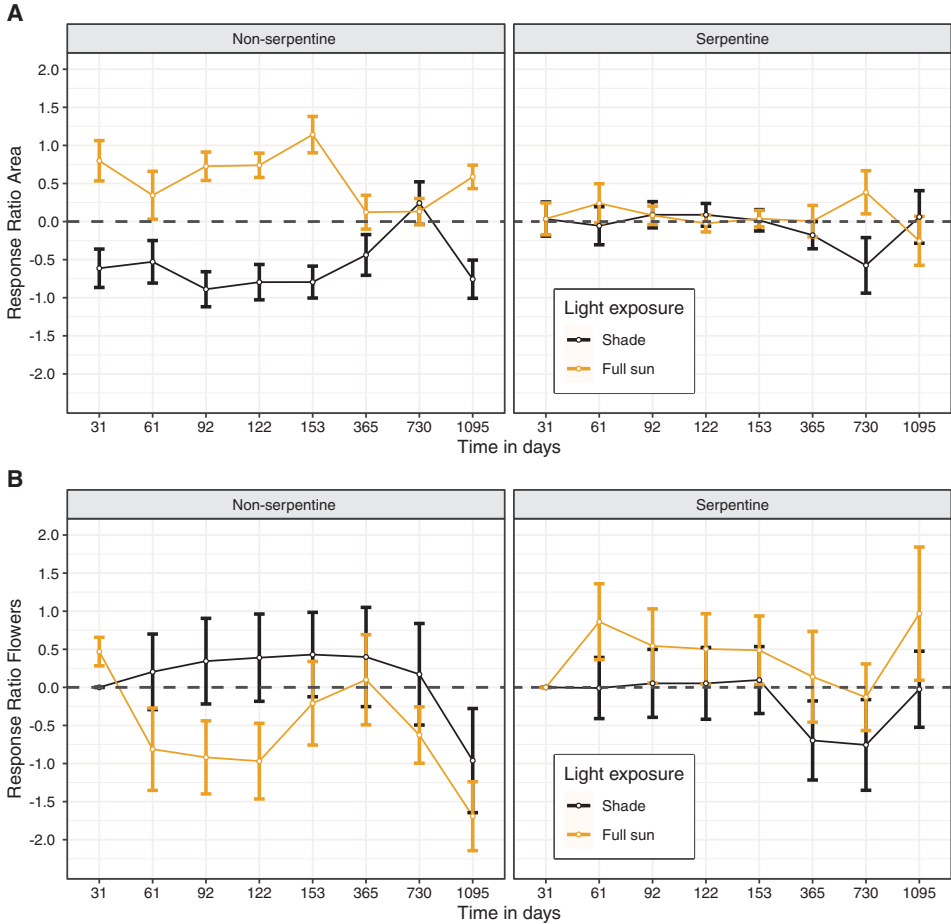 A
Non-serpentine
Serpentine
Response Ratio Area
2.0
1.5
1.0
0.5
0.0
-0.5
-1.0
-1.5
-2.0
Light exposure
Shade
Full sun
31 61 92 122 153 365 730 1095
31 61 92 122 153 365 730 1095
Time in days
B
Non-serpentine
Serpentine
Response Ratio Flowers
2.0
1.5
1.0
0.5
0.0
-0.5
-1.0
-1.5
-2.0
Light exposure
Shade
Full sun
31 61 92 122 153 365 730 1095
31 61 92 122 153 365 730 1095
Time in days